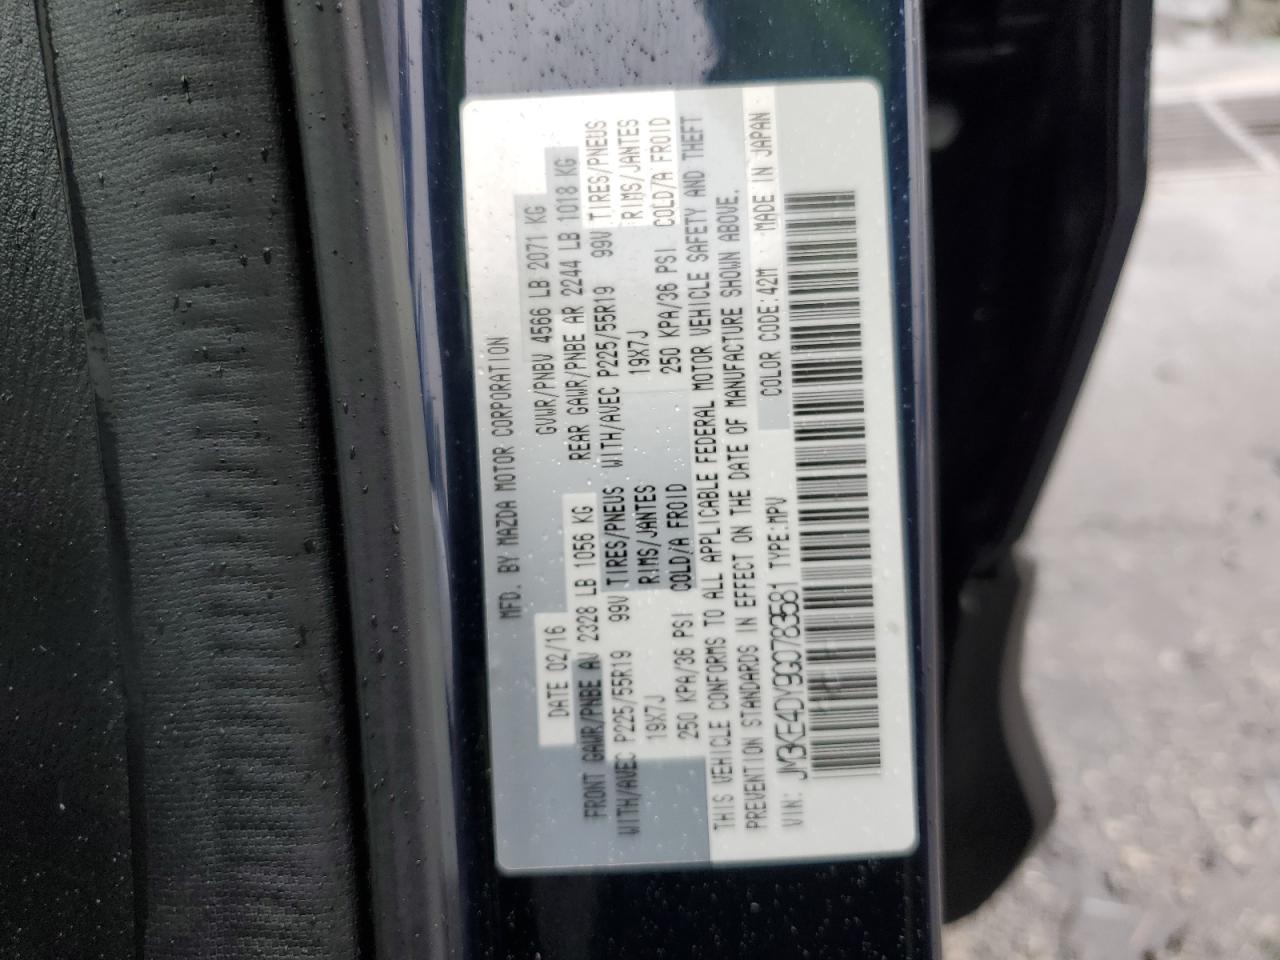 MFD. BY MAZDA MOTOR CORPORATION
DATE 02/16 GVWR/PNBV 4566 LB 2071 KG
FRONT GAWR/PNBE AV 2328 LB 1056 KG REAR GAWR/PNBE AR 2244 LB 1018 KG
WITH/AVEC P225/55R19 99V TIRES/PNEUS WITH/AVEC P225/55R19 99V TIRES/PNEUS
19X7J RIMS/JANTES 19X7J RIMS/JANTES
250 KPA/36 PSI COLD/A FROID 250 KPA/36 PSI COLD/A FROID
THIS VEHICLE CONFORMS TO ALL APPLICABLE FEDERAL MOTOR VEHICLE SAFETY AND THEFT
PREVENTION STANDARDS IN EFFECT ON THE DATE OF MANUFACTURE SHOWN ABOVE.
VIN: JM3KE4DY9G0783581 TYPE:MPV COLOR CODE:42M MADE IN JAPAN